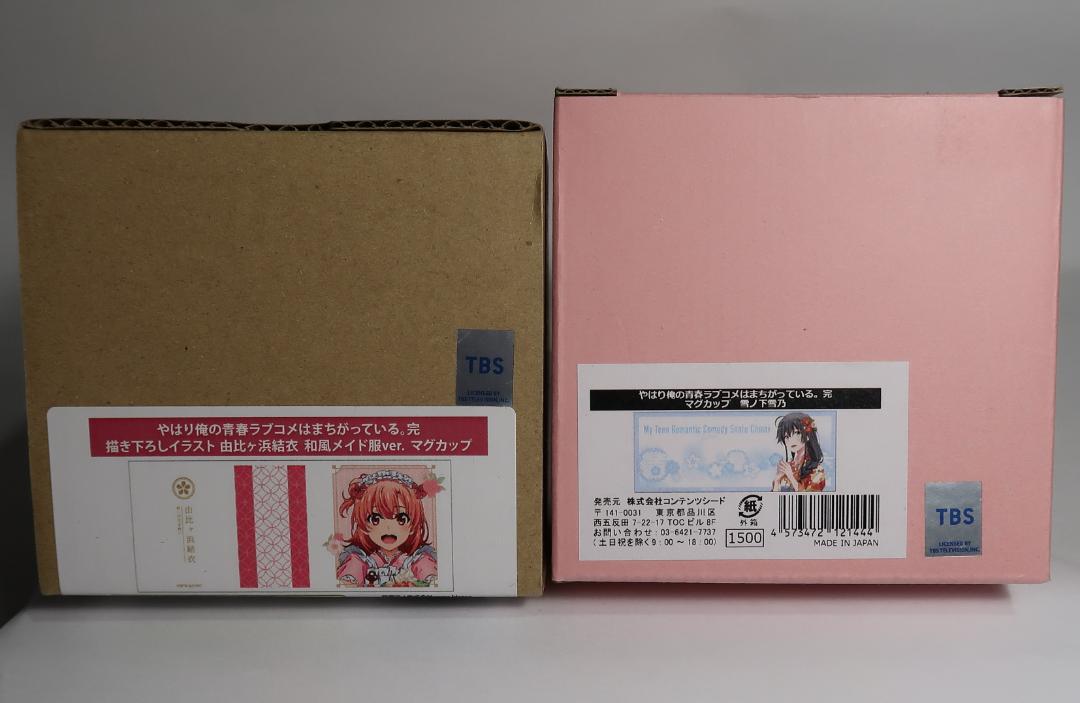 TBS
LICENSED BY
TBS TELEVISION, INC.
やはり俺の青春ラブコメはまちがっている。完
描き下ろしイラスト 由比ヶ浜結衣 和風メイド服ver. マグカップ
由比ヶ浜結衣
やはり俺の青春ラブコメはまちがっている。完
マグカップ 雪ノ下雪乃
My Teen Romantic Comedy Snafu Climax
発売元 株式会社コンテンツシード
〒141-0031 東京都品川区
西五反田 7-22-17 TOCビル 8F
お問い合わせ:03-6421-7737
(土日祝を除く9:00～18:00)
紙
外箱
1500
4 573472 121444
MADE IN JAPAN
TBS
LICENSED BY
TBS TELEVISION, INC.